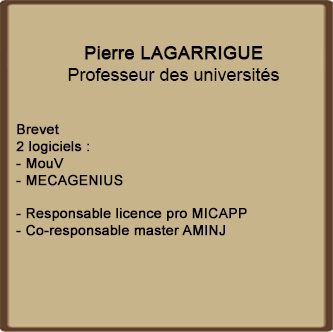 Pierre LAGARRIGUE
Professeur des universités
Brevet
2 logiciels :
- MouV
- MECAGENIUS
- Responsable licence pro MICAPP
- Co-responsable master AMINJ